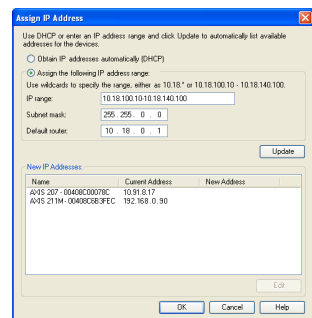 Assign IP Address
Use DHCP or enter an IP address range and click Update to automatically list available
addresses for the devices.
Obtain IP addresses automatically (DHCP)
Assign the following IP address range:
Use wildcards to specify the range, either as 10.18.* or 10.18.100.10 - 10.18.140.100.
IP range: 10.18.100.10-10.18.140.100
Subnet mask: 255 . 255 . 0 . 0
Default router: 10 . 18 . 0 . 1
Update
New IP Addresses:
Name Current Address New Address
AXIS 207 - 00408C00078C 10.91.8.17
AXIS 211M - 00408C6B3FEC 192.168.0.90
Edit
OK Cancel Help